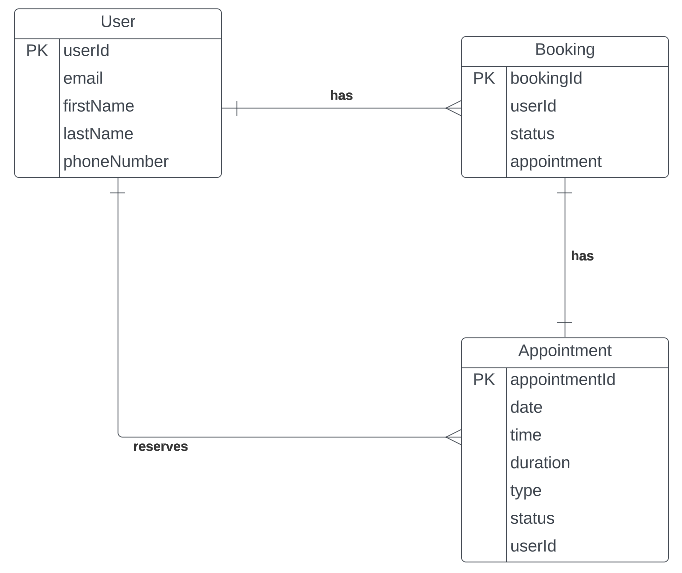 User
PK userId
email
firstName
lastName
phoneNumber
has
Booking
PK bookingId
userId
status
appointment
has
reserves
Appointment
PK appointmentId
date
time
duration
type
status
userId